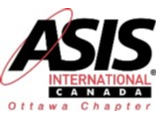 ASIS
INTERNATIONAL®
CANADA
Ottawa Chapter